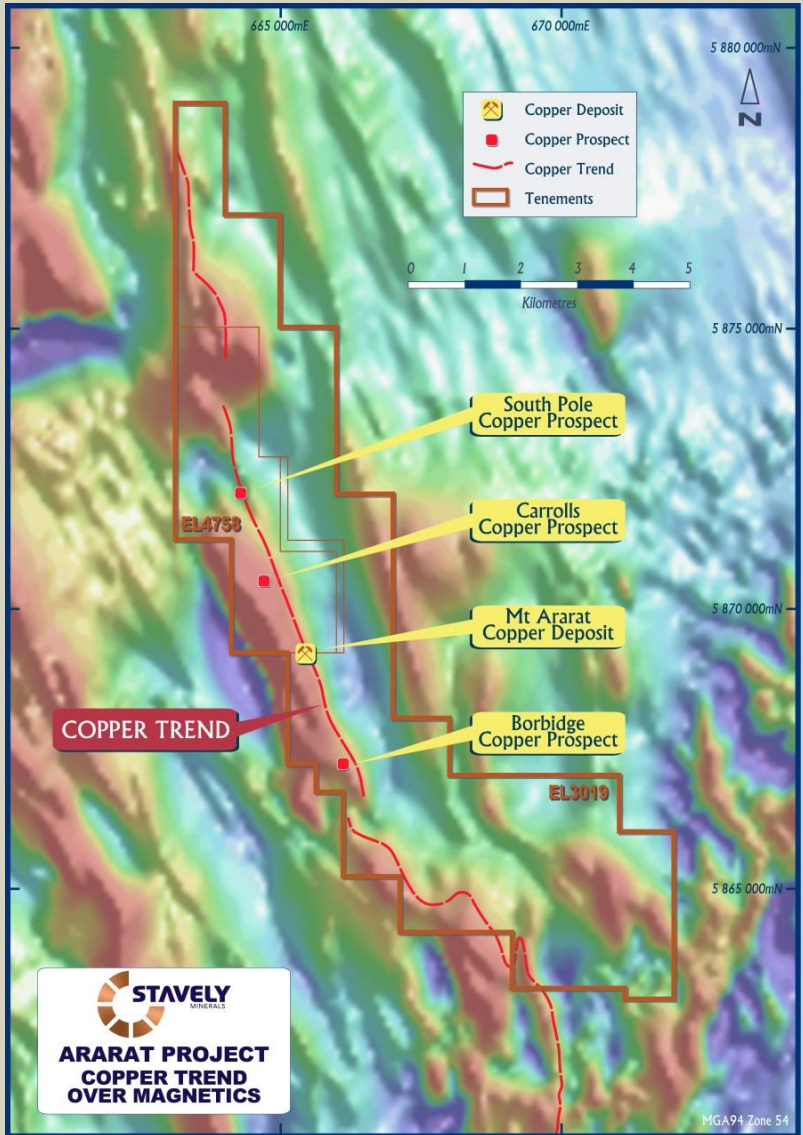 665 000mE
670 000mE
5 880 000mN
N
Copper Deposit
Copper Prospect
Copper Trend
Tenements
0 1 2 3 4 5
Kilometres
5 875 000mN
South Pole
Copper Prospect
Carrolls
Copper Prospect
EL4758
5 870 000mN
Mt Ararat
Copper Deposit
COPPER TREND
Borbidge
Copper Prospect
EL3019
5 865 000mN
STAVELY
MINERALS
ARARAT PROJECT
COPPER TREND
OVER MAGNETICS
MGA94 Zone 54